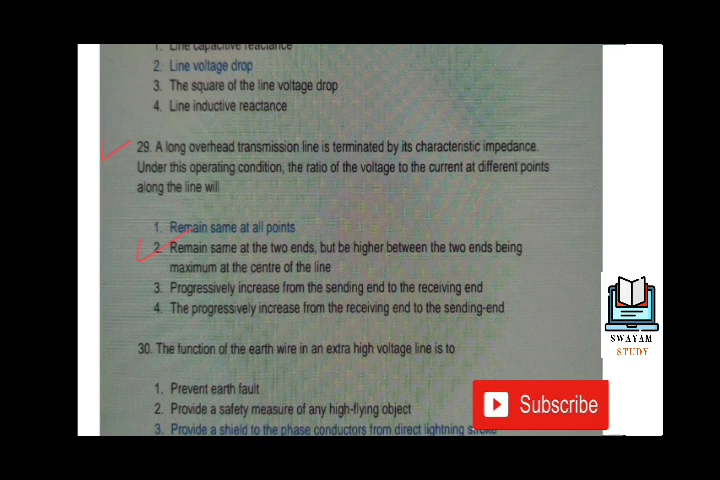 1. Line capacitive reactance
2. Line voltage drop
3. The square of the line voltage drop
4. Line inductive reactance
29. A long overhead transmission line is terminated by its characteristic impedance.
Under this operating condition, the ratio of the voltage to the current at different points
along the line will
1. Remain same at all points
2. Remain same at the two ends, but be higher between the two ends being
maximum at the centre of the line
3. Progressively increase from the sending end to the receiving end
4. The progressively increase from the receiving end to the sending-end
30. The function of the earth wire in an extra high voltage line is to
1. Prevent earth fault
2. Provide a safety measure of any high-flying object
3. Provide a shield to the phase conductors from direct lightning stroke
SWAYAM
STUDY
Subscribe